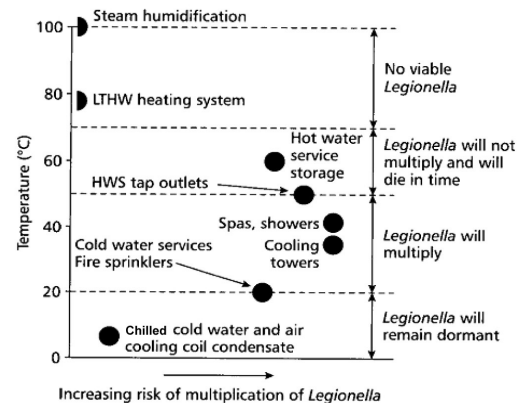 Steam humidification
100
No viable
Legionella
80
LTHW heating system
Hot water
service
storage
Legionella will not
multiply and will
die in time
60
HWS tap outlets
Temperature (°C)
40
Spas, showers
Cooling
towers
Legionella will
multiply
Cold water services
Fire sprinklers
20
Chilled cold water and air
cooling coil condensate
Legionella will
remain dormant
0
Increasing risk of multiplication of Legionella